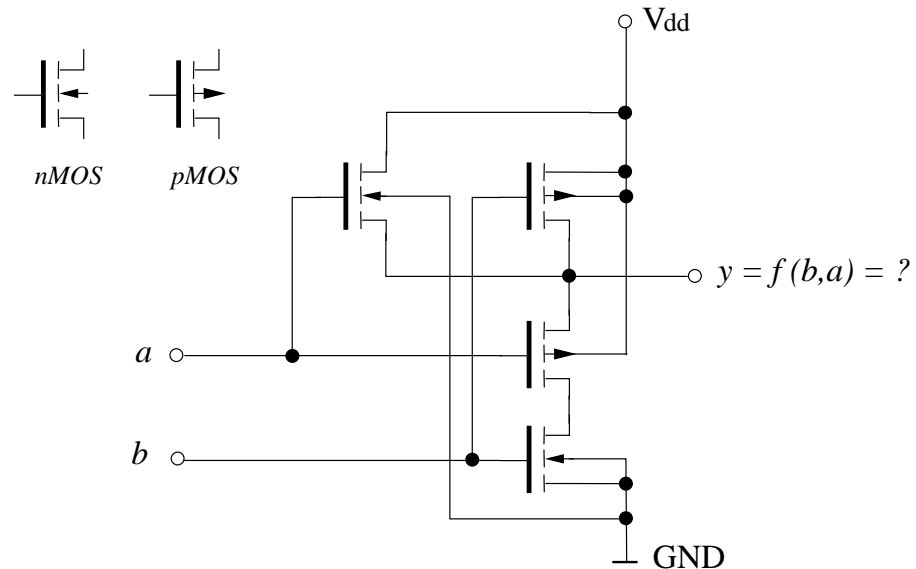 Vdd
nMOS
pMOS
y = f (b,a) = ?
a
b
GND